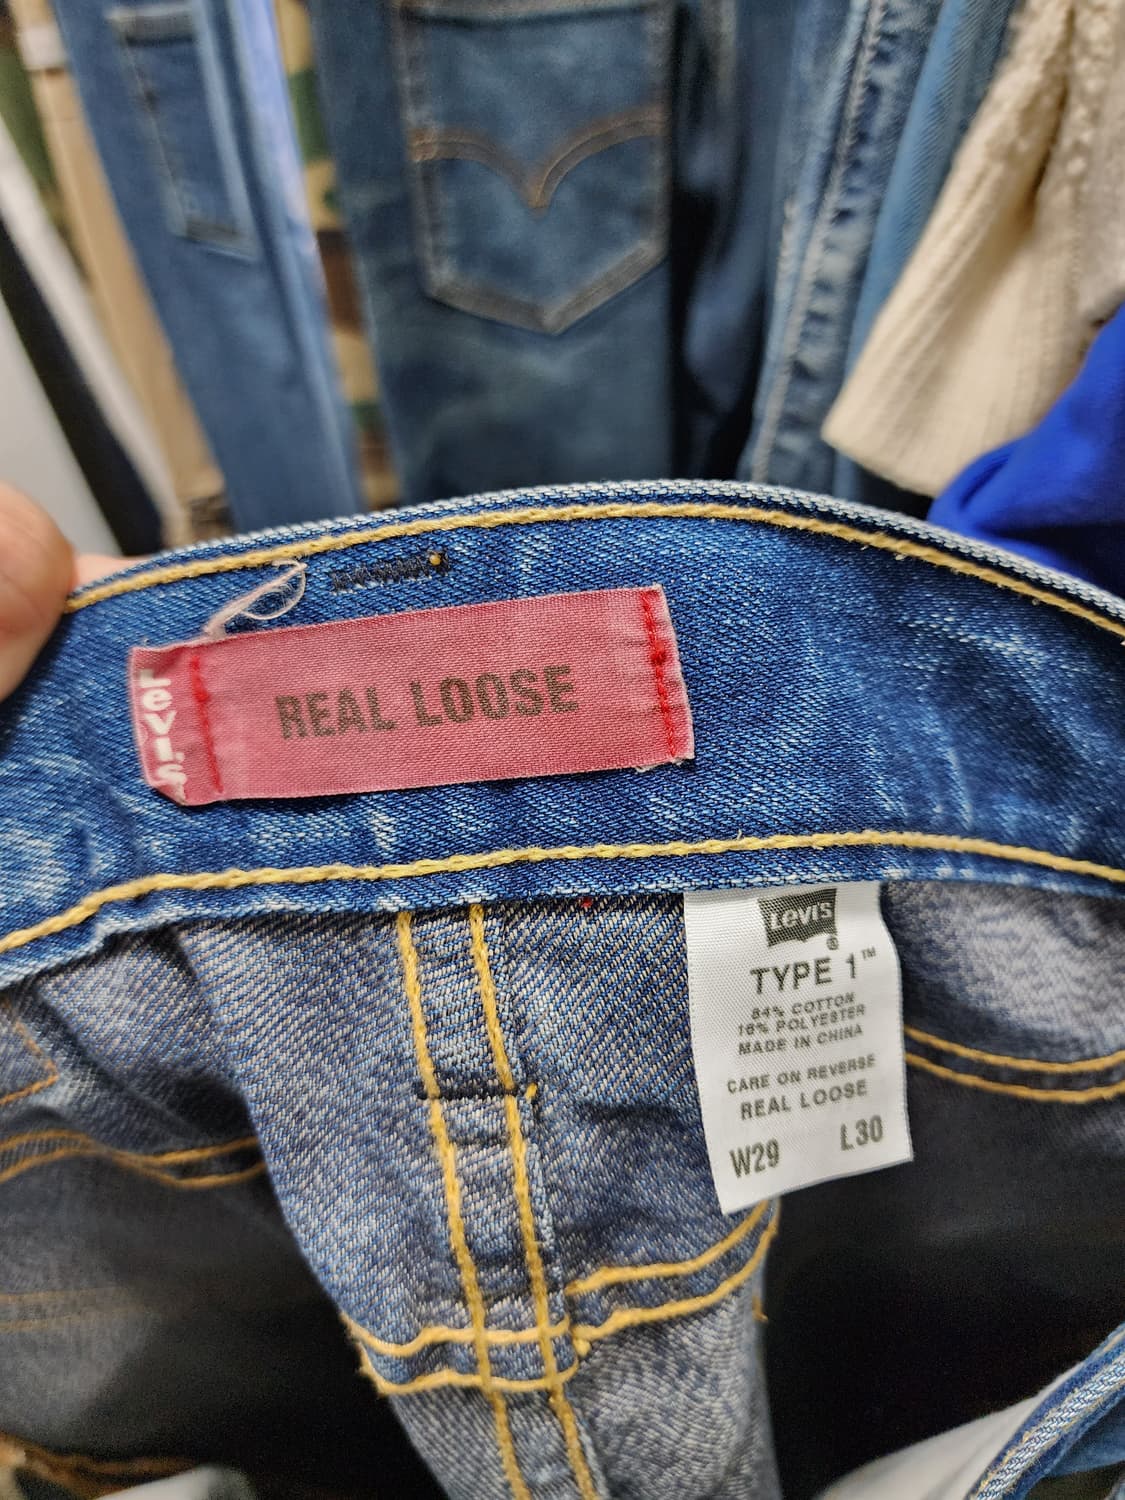 Levi's
REAL LOOSE
Levi's
®
TYPE 1™
84% COTTON
16% POLYESTER
MADE IN CHINA
CARE ON REVERSE
REAL LOOSE
W29 L30